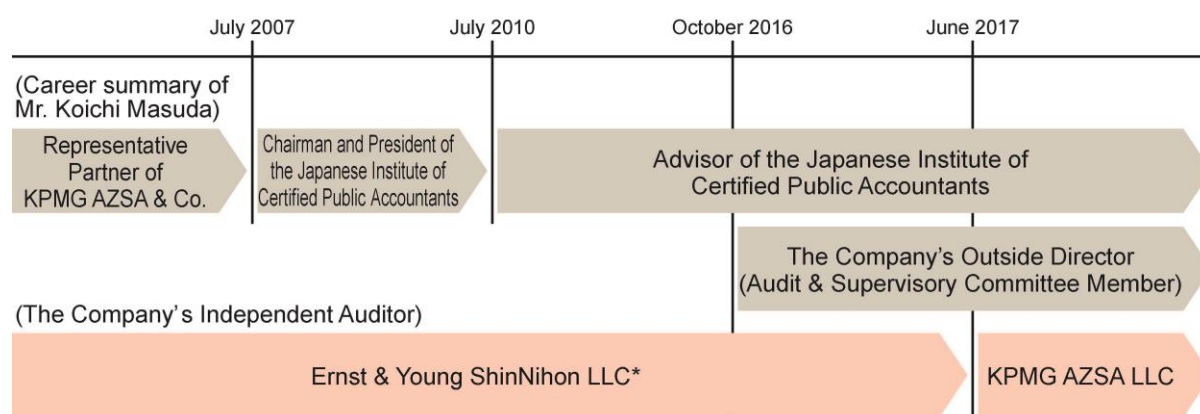 July 2007
July 2010
October 2016
June 2017
(Career summary of
Mr. Koichi Masuda)
Representative
Partner of
KPMG AZSA & Co.
Chairman and President of
the Japanese Institute of
Certified Public Accountants
Advisor of the Japanese Institute of
Certified Public Accountants
The Company's Outside Director
(Audit & Supervisory Committee Member)
(The Company's Independent Auditor)
Ernst & Young ShinNihon LLC*
KPMG AZSA LLC